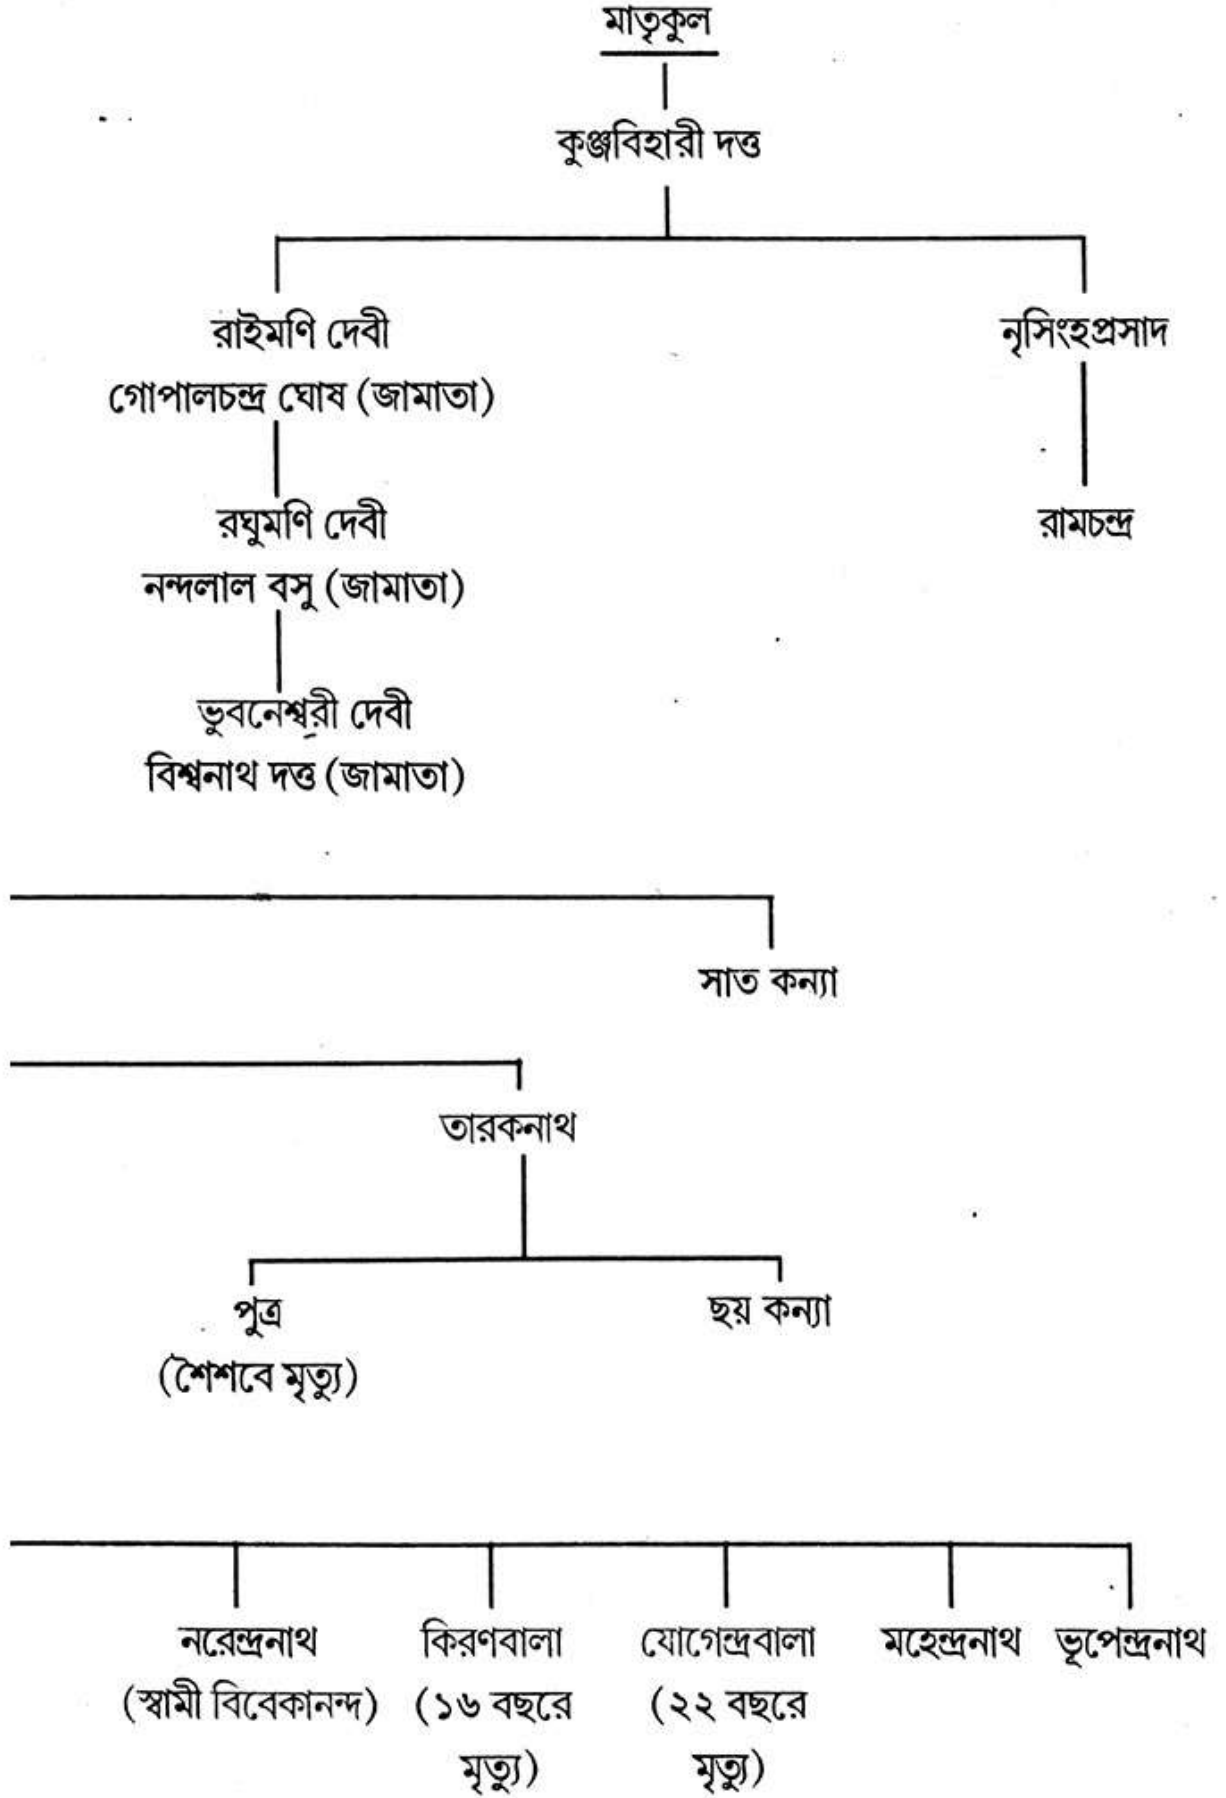 মাতৃকুল
কুঞ্জবিহারী দত্ত
রাইমণি দেবী
গোপালচন্দ্র ঘোষ (জামাতা)
নৃসিংহপ্রসাদ
রঘুমণি দেবী
নন্দলাল বসু (জামাতা)
রামচন্দ্র
ভুবনেশ্বরী দেবী
বিশ্বনাথ দত্ত (জামাতা)
সাত কন্যা
তারকনাথ
পুত্র
(শৈশবে মৃত্যু)
ছয় কন্যা
নরেন্দ্রনাথ
(স্বামী বিবেকানন্দ)
কিরণবালা
(১৬ বছরে
মৃত্যু)
যোগেন্দ্রবালা
(২২ বছরে
মৃত্যু)
মহেন্দ্রনাথ
ভূপেন্দ্রনাথ